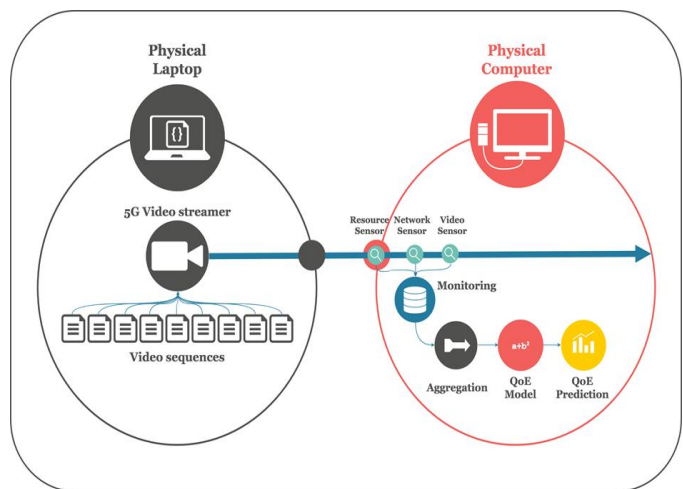 Physical
Laptop
Physical
Computer
{}
5G Video streamer
Resource
Sensor
Network
Sensor
Video
Sensor
Monitoring
Video sequences
a+b²
Aggregation
QoE
Model
QoE
Prediction